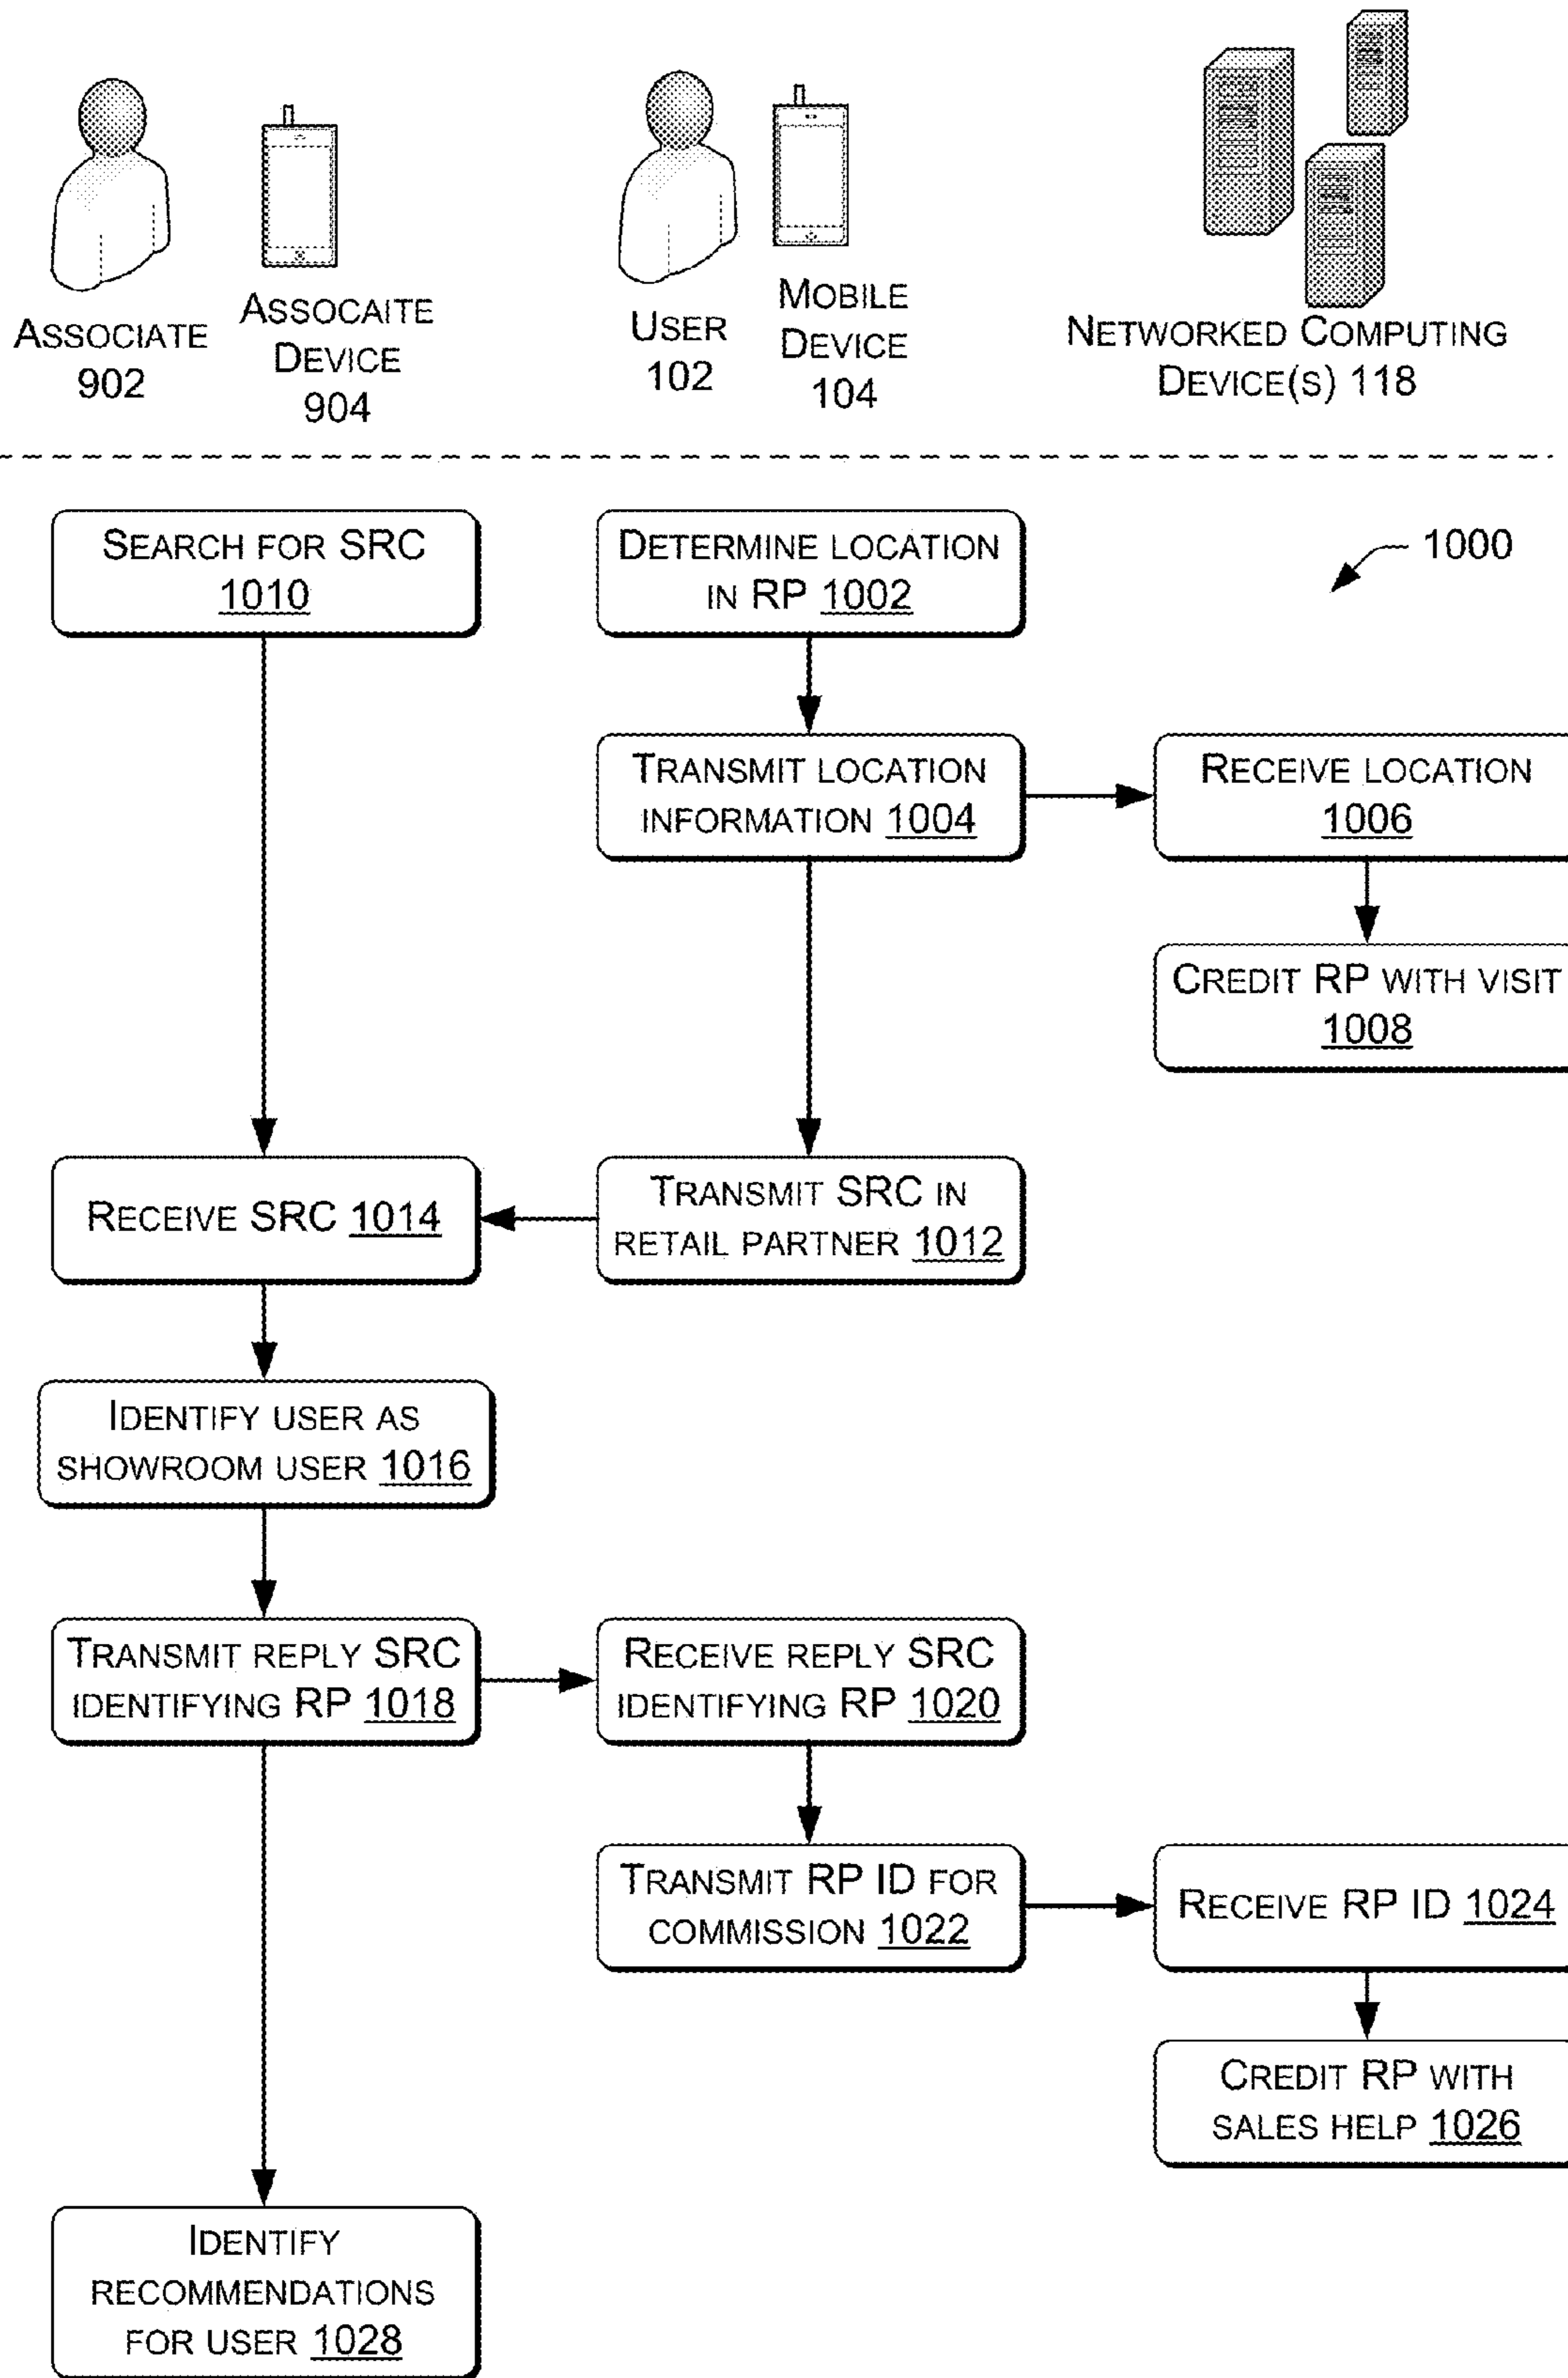 ASSOCIATE
902
ASSOCAITE
DEVICE
904
USER
102
MOBILE
DEVICE
104
NETWORKED COMPUTING
DEVICE(S) 118
SEARCH FOR SRC
1010
DETERMINE LOCATION
IN RP 1002
1000
TRANSMIT LOCATION
INFORMATION 1004
RECEIVE LOCATION
1006
CREDIT RP WITH VISIT
1008
RECEIVE SRC 1014
TRANSMIT SRC IN
RETAIL PARTNER 1012
IDENTIFY USER AS
SHOWROOM USER 1016
TRANSMIT REPLY SRC
IDENTIFYING RP 1018
RECEIVE REPLY SRC
IDENTIFYING RP 1020
TRANSMIT RP ID FOR
COMMISSION 1022
RECEIVE RP ID 1024
CREDIT RP WITH
SALES HELP 1026
IDENTIFY
RECOMMENDATIONS
FOR USER 1028